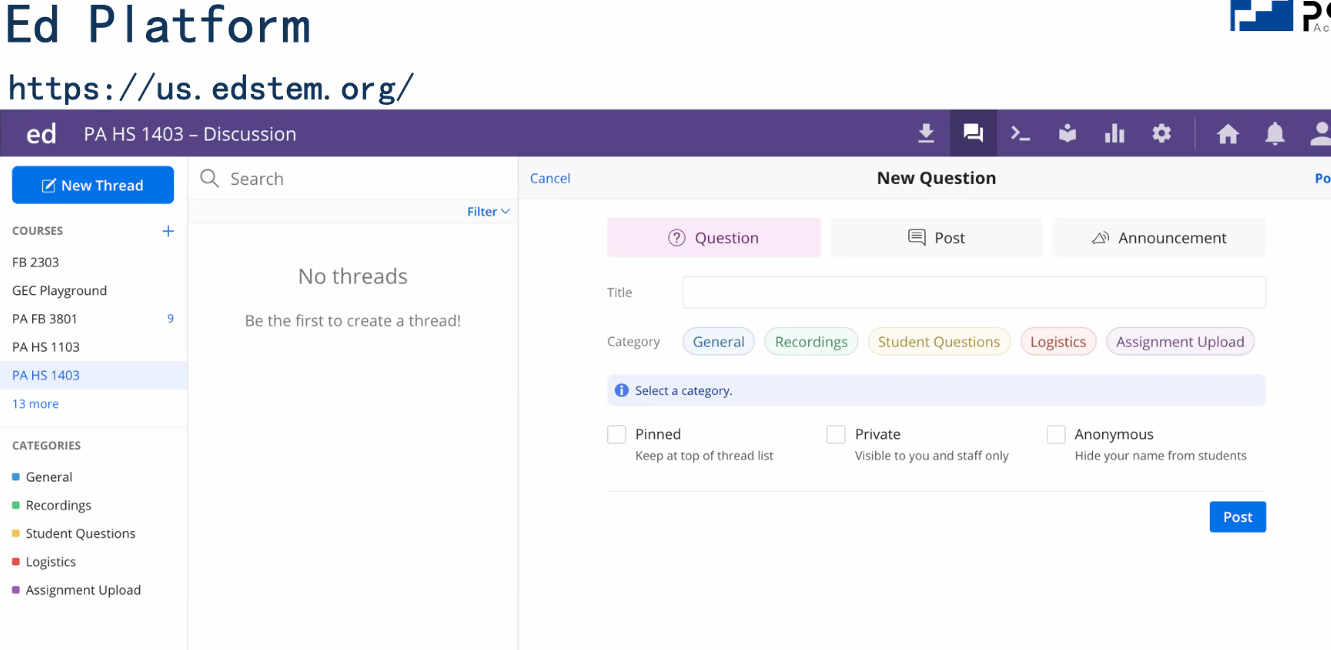 Ed Platform
https://us.edstem.org/
ed PA HS 1403 – Discussion
New Thread
COURSES
FB 2303
GEC Playground
PA FB 3801 9
PA HS 1103
PA HS 1403
13 more
CATEGORIES
General
Recordings
Student Questions
Logistics
Assignment Upload
Search
Filter
No threads
Be the first to create a thread!
Cancel New Question
Question Post Announcement
Title
Category General Recordings Student Questions Logistics Assignment Upload
Select a category.
Pinned Private Anonymous
Keep at top of thread list Visible to you and staff only Hide your name from students
Post